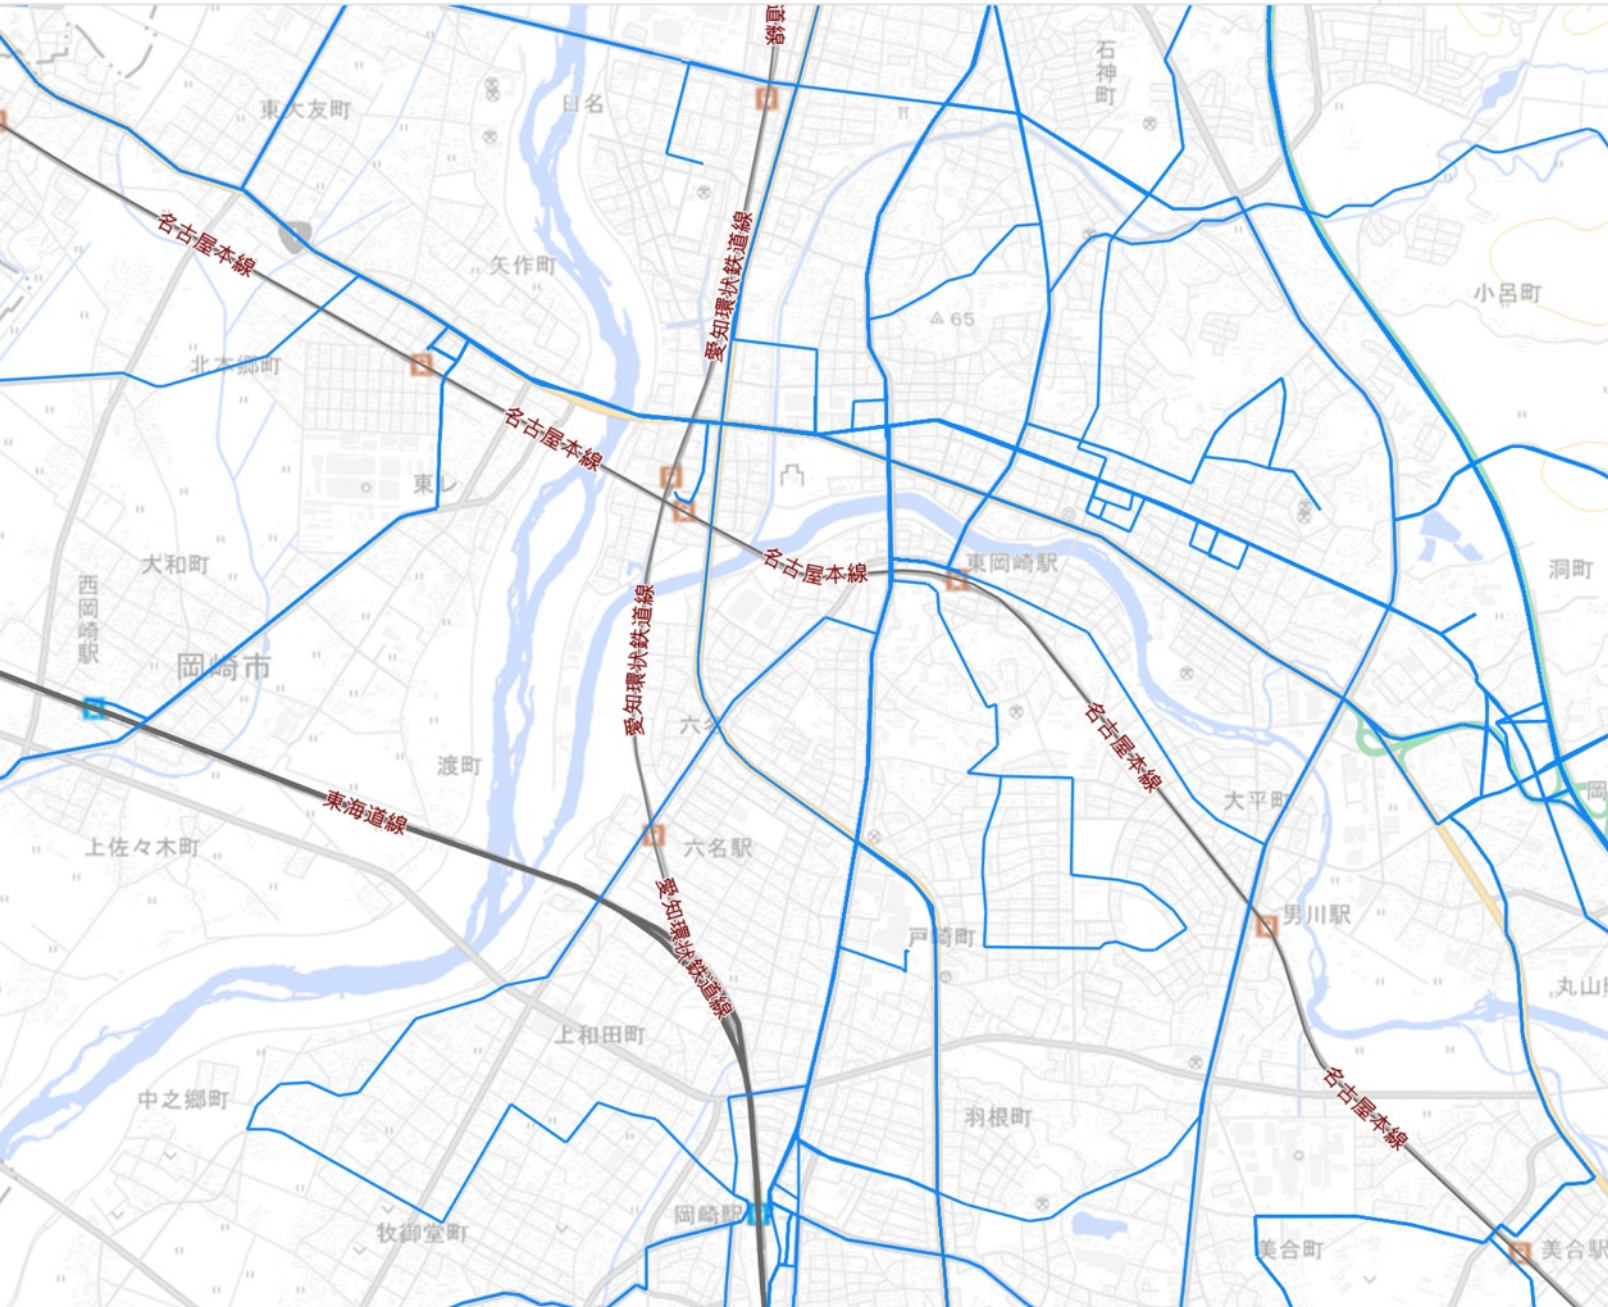 道線
石神町
東大友町
日名
名古屋本線
愛知環状鉄道線
矢作町
小呂町
65
北本郷町
名古屋本線
東レ
名古屋本線
東岡崎駅
大和町
洞町
西岡崎駅
愛知環状鉄道線
岡崎市
六名
名古屋本線
渡町
大平町
岡
東海道線
上佐々木町
六名駅
愛知環状鉄道線
男川駅
戸崎町
丸山町
上和田町
中之郷町
羽根町
名古屋本線
岡崎駅
牧御堂町
美合町
美合駅